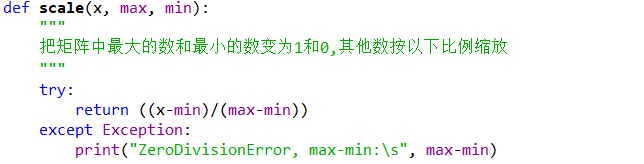 def scale(x, max, min):
    """
    把矩阵中最大的数和最小的数变为1和0,其他数按以下比例缩放
    """
    try:
        return ((x-min)/(max-min))
    except Exception:
        print("ZeroDivisionError, max-min:\s", max-min)